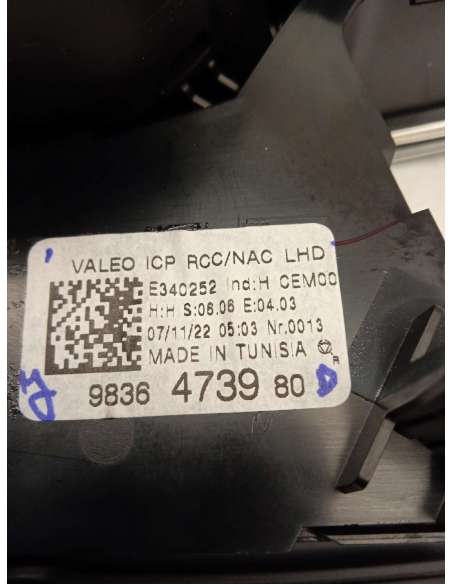 VALEO ICP RCC/NAC LHD
E340252 Ind:H CEM00
H:H S:06.06 E:04.03
07/11/22 05:03 Nr.0013
MADE IN TUNISIA
R
9836 4739 80